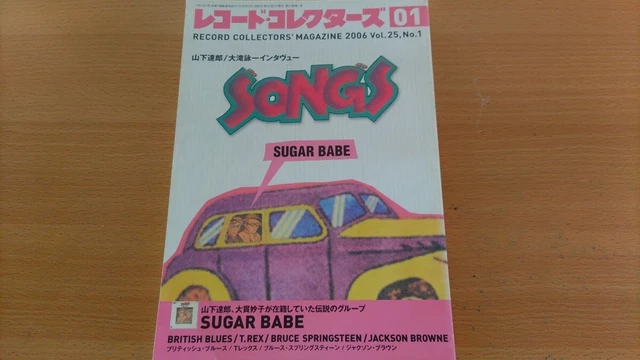 レコード・コレクターズ 01
RECORD COLLECTORS' MAGAZINE 2006 Vol.25, No.1
山下達郎/大滝詠一インタヴュー
SONGS
SUGAR BABE
山下達郎、大貫妙子が在籍していた伝説のグループ
SUGAR BABE
BRITISH BLUES/T.REX/BRUCE SPRINGSTEEN/JACKSON BROWNE
ブリティッシュ・ブルース/Tレックス/ブルース・スプリングスティーン/ジャクソン・ブラウン